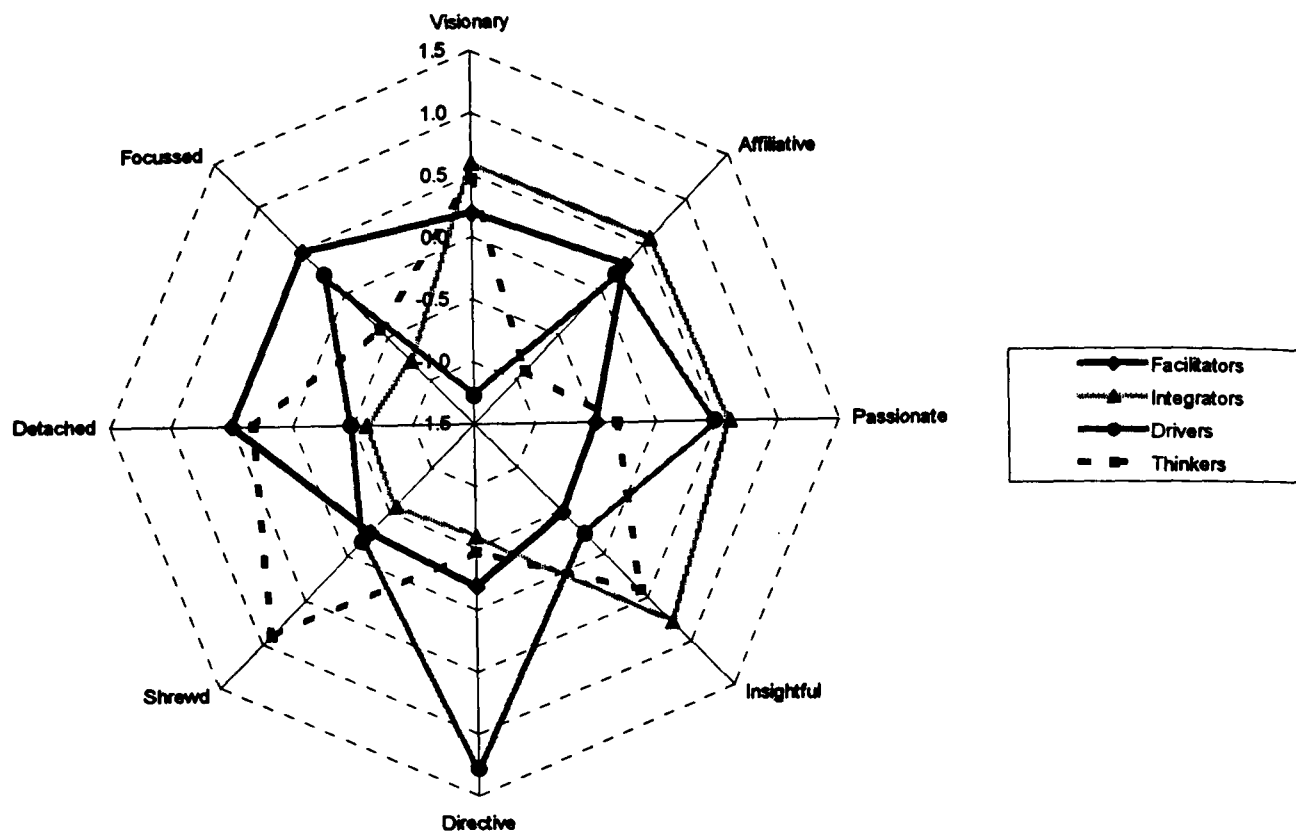 Visionary
1.5
1.0
0.5
0.0
-0.5
-1.0
-1.5
Affiliative
Passionate
Insightful
Directive
Shrewd
Detached
Focussed
Facilitators
Integrators
Drivers
Thinkers